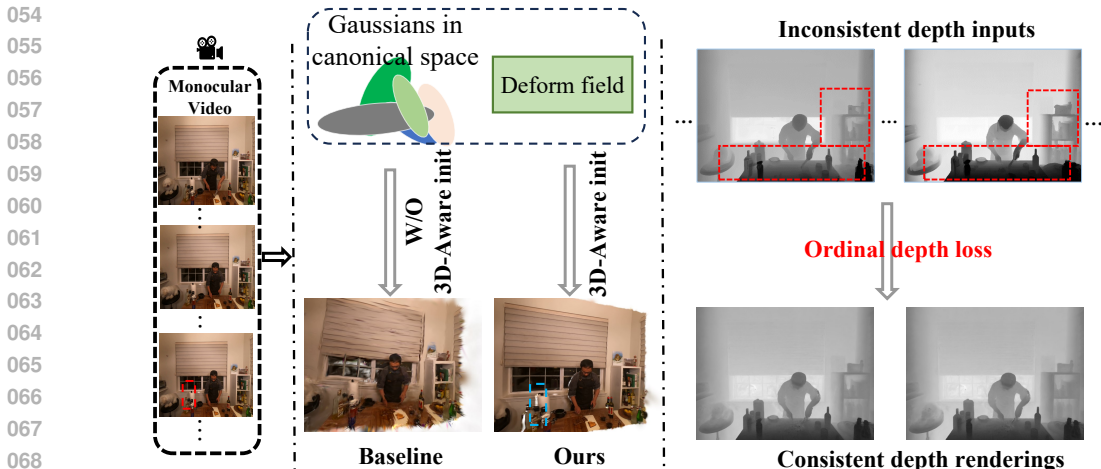 054
055
056
057
058
059
060
061
062
063
064
065
066
067
068
Monocular
Video
Gaussians in
canonical space
Deform field
W/O
3D-Aware init
3D-Aware init
Baseline
Ours
Inconsistent depth inputs
...
...
...
Ordinal depth loss
Consistent depth renderings